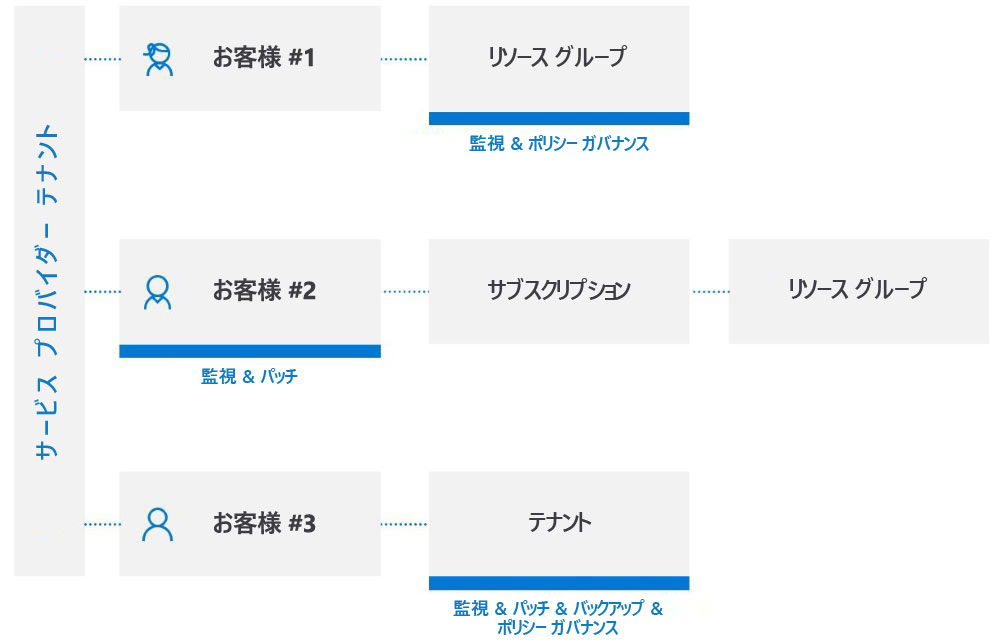 サービス プロバイダー テナント
お客様 #1
リソース グループ
監視 & ポリシー ガバナンス
お客様 #2
サブスクリプション
リソース グループ
監視 & パッチ
お客様 #3
テナント
監視 & パッチ & バックアップ &
ポリシー ガバナンス